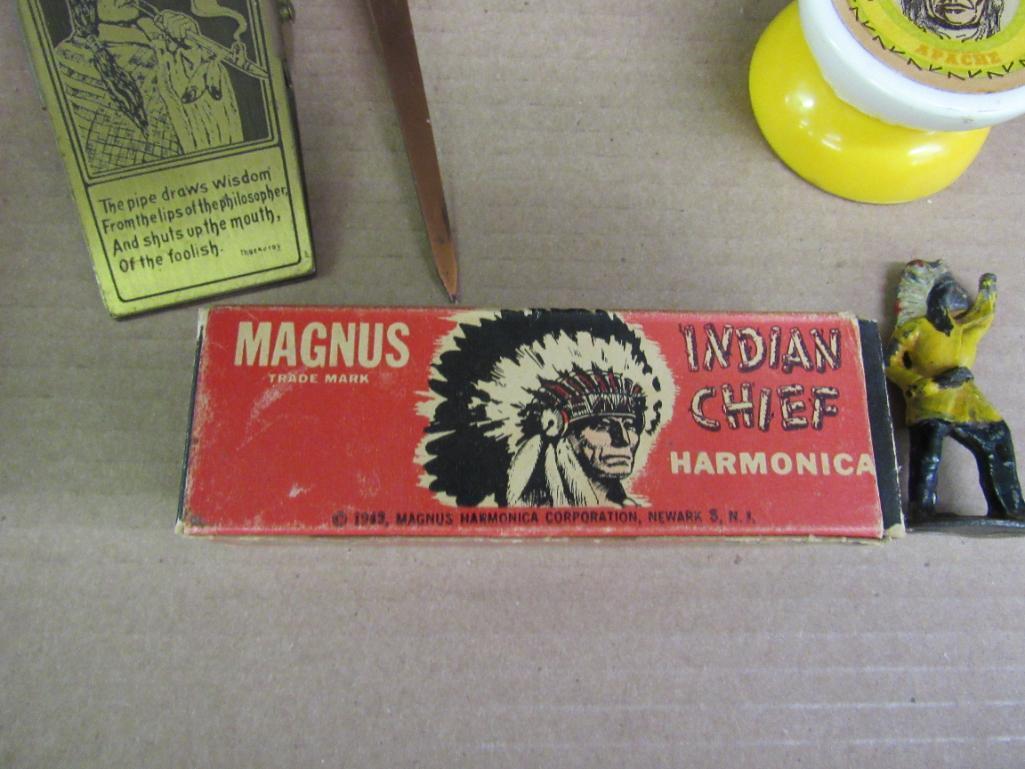 APACHE
The pipe draws wisdom
From the lips of the philosopher,
And shuts up the mouth,
Of the foolish.
MAGNUS
TRADE MARK
INDIAN
CHIEF
HARMONICA
MAGNUS HARMONICA CORPORATION, NEWARK 5, N. J.